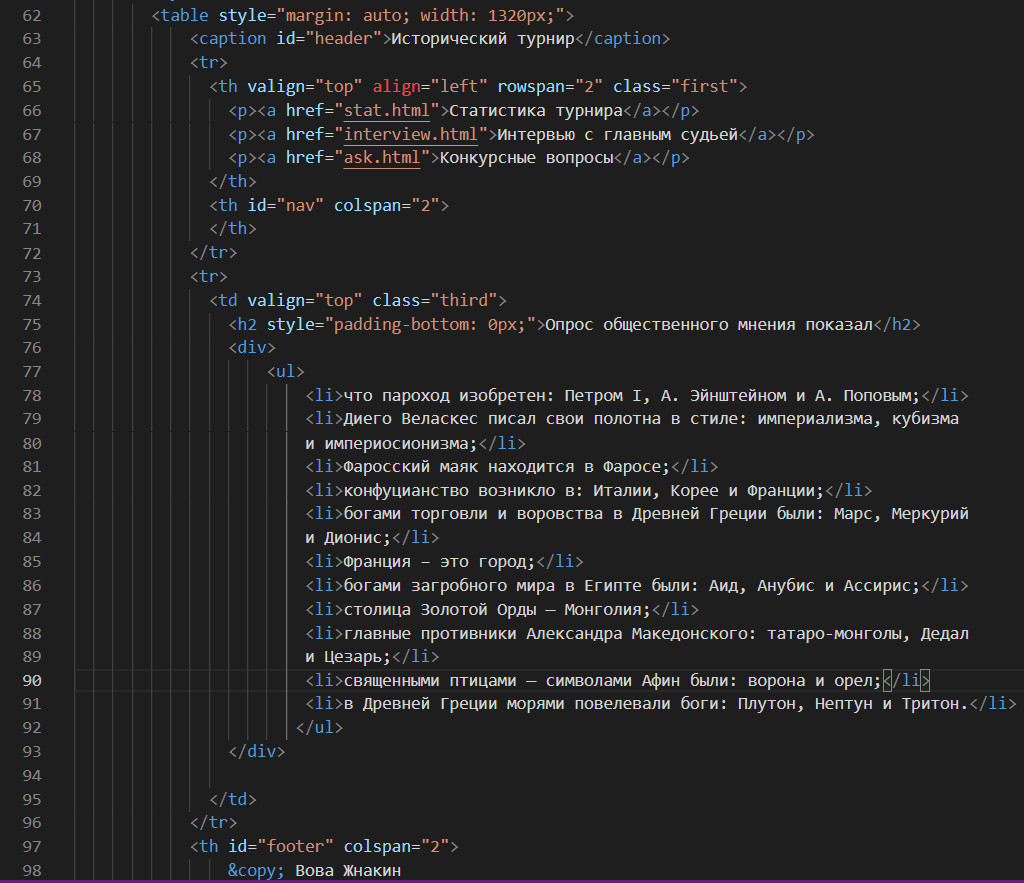 62 <table style="margin: auto; width: 1320px;">
63 <caption id="header">Исторический турнир</caption>
64 <tr>
65 <th valign="top" align="left" rowspan="2" class="first">
66 <p><a href="stat.html">Статистика турнира</a></p>
67 <p><a href="interview.html">Интервью с главным судьей</a></p>
68 <p><a href="ask.html">Конкурсные вопросы</a></p>
69 </th>
70 <th id="nav" colspan="2">
71 </th>
72 </tr>
73 <tr>
74 <td valign="top" class="third">
75 <h2 style="padding-bottom: 0px;">Опрос общественного мнения показал</h2>
76 <div>
77 <ul>
78 <li>что пароход изобретен: Петром I, А. Эйнштейном и А. Поповым;</li>
79 <li>Диего Веласкес писал свои полотна в стиле: империализма, кубизма
80 и империосионизма;</li>
81 <li>Фаросский маяк находится в Фаросе;</li>
82 <li>конфуцианство возникло в: Италии, Корее и Франции;</li>
83 <li>богами торговли и воровства в Древней Греции были: Марс, Меркурий
84 и Дионис;</li>
85 <li>Франция – это город;</li>
86 <li>богами загробного мира в Египте были: Аид, Анубис и Ассирис;</li>
87 <li>столица Золотой Орды – Монголия;</li>
88 <li>главные противники Александра Македонского: татаро-монголы, Дедал
89 и Цезарь;</li>
90 <li>священными птицами – символами Афин были: ворона и орел;</li>
91 <li>в Древней Греции морями повелевали боги: Плутон, Нептун и Тритон.</li>
92 </ul>
93 </div>
94
95 </td>
96 </tr>
97 <th id="footer" colspan="2">
98 &copy; Вова Жнакин